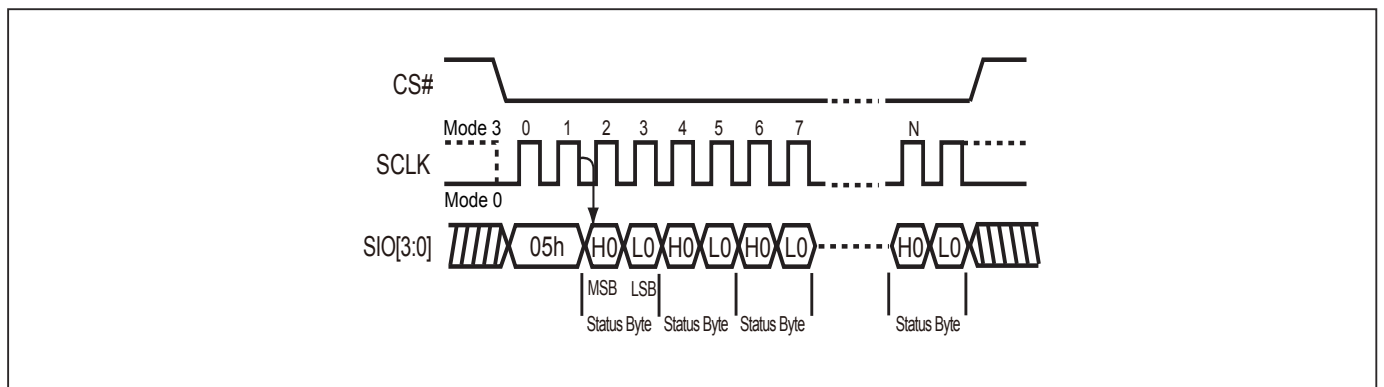 CS#
Mode 3 0 1 2 3 4 5 6 7 N
SCLK
Mode 0
SIO[3:0] 05h H0 L0 H0 L0 H0 L0 H0 L0
MSB LSB
Status Byte Status Byte Status Byte Status Byte